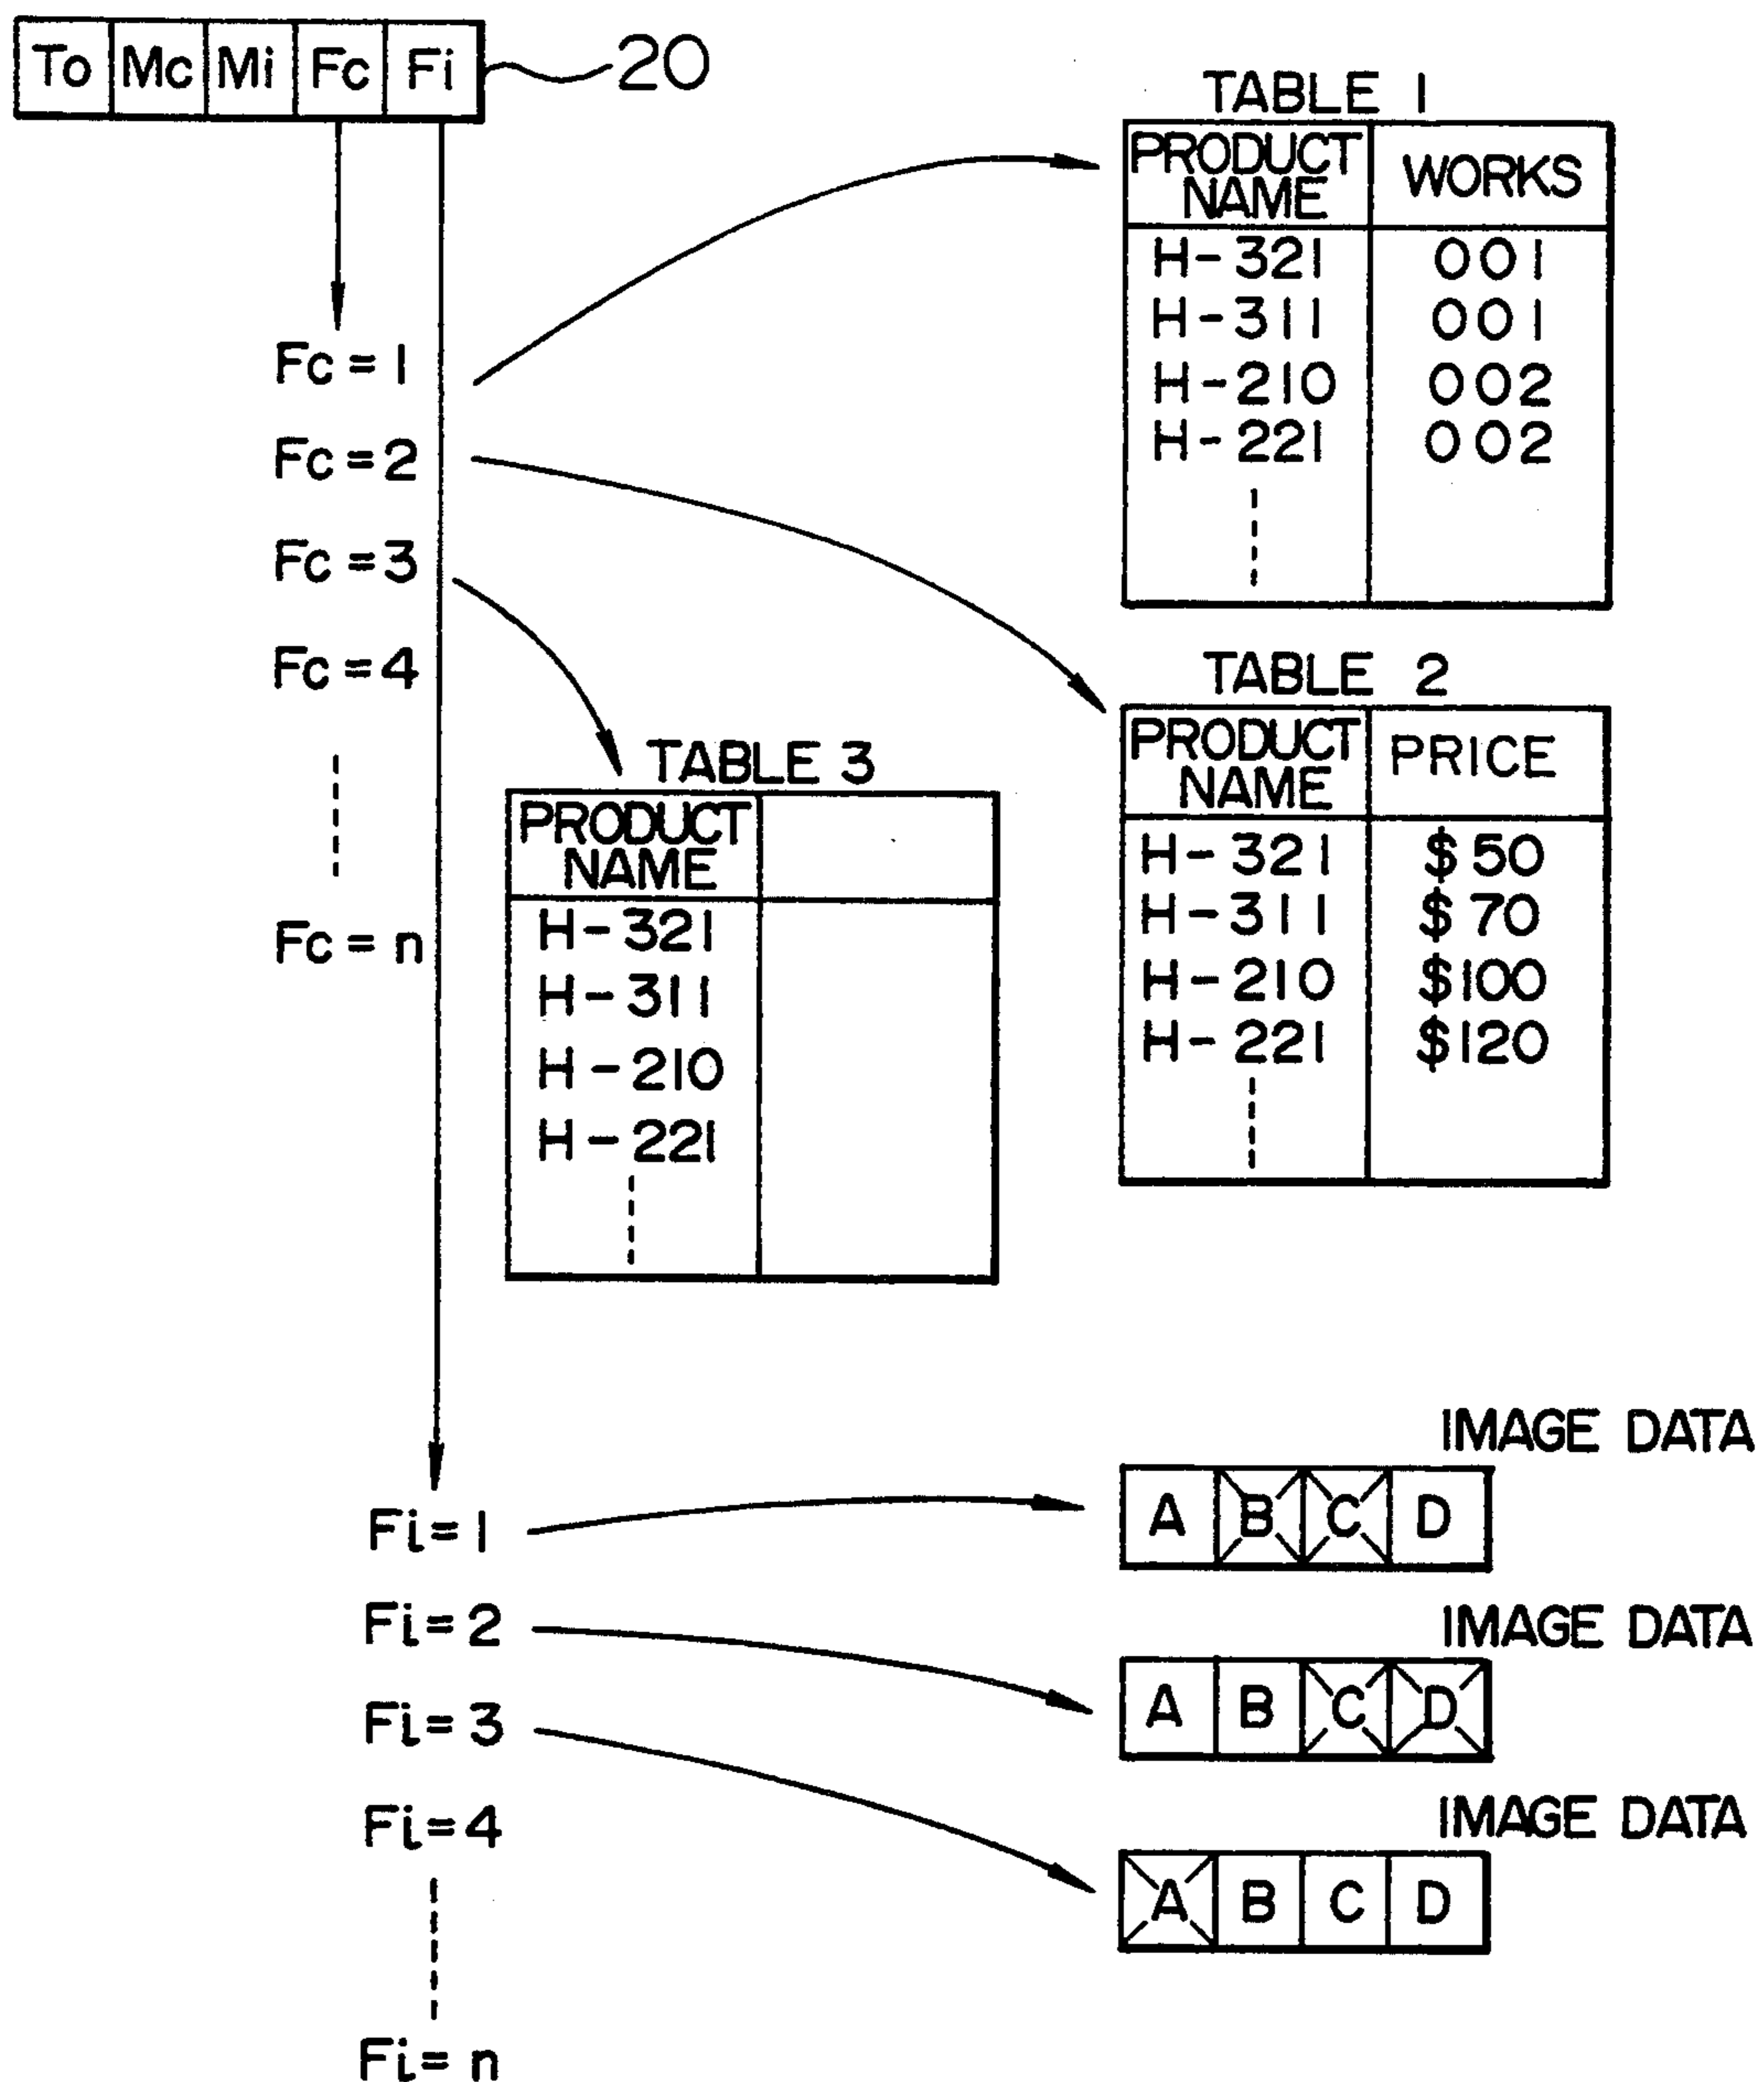 To Mc Mi Fc Fi 20
Fc = 1
Fc = 2
Fc = 3
Fc = 4
Fc = n
TABLE 1
PRODUCT NAME WORKS
H-321 001
H-311 001
H-210 002
H-221 002
TABLE 2
PRODUCT NAME PRICE
H-321 $50
H-311 $70
H-210 $100
H-221 $120
TABLE 3
PRODUCT NAME
H-321
H-311
H-210
H-221
Fi = 1
Fi = 2
Fi = 3
Fi = 4
Fi = n
IMAGE DATA
A B C D
IMAGE DATA
A B C D
IMAGE DATA
A B C D